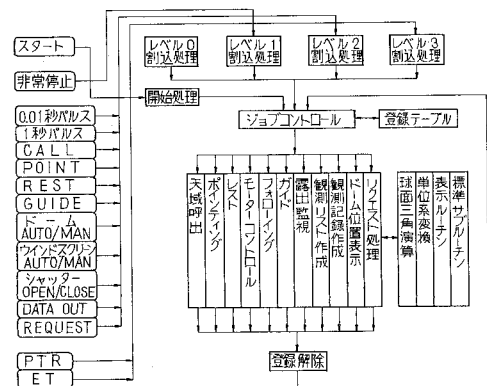 レベル0
割込処理
レベル1
割込処理
レベル2
割込処理
レベル3
割込処理
スタート
非常停止
開始処理
ジョブコントロール
登録テーブル
0.01秒パルス
1秒パルス
CALL
POINT
REST
GUIDE
ドーム
AUTO/MAN
ウインドスクリーン
AUTO/MAN
シャッター
OPEN/CLOSE
DATA OUT
REQUEST
PTR
ET
天域呼出
ポインティング
レスト
モーターコントロール
フォローイング
ガイド
露出監視
観測リスト作成
観測記録作成
ドーム位置表示
リクエスト処理
球面三角演算
単位系変換
表示ルーチン
標準サブルーチン
登録解除